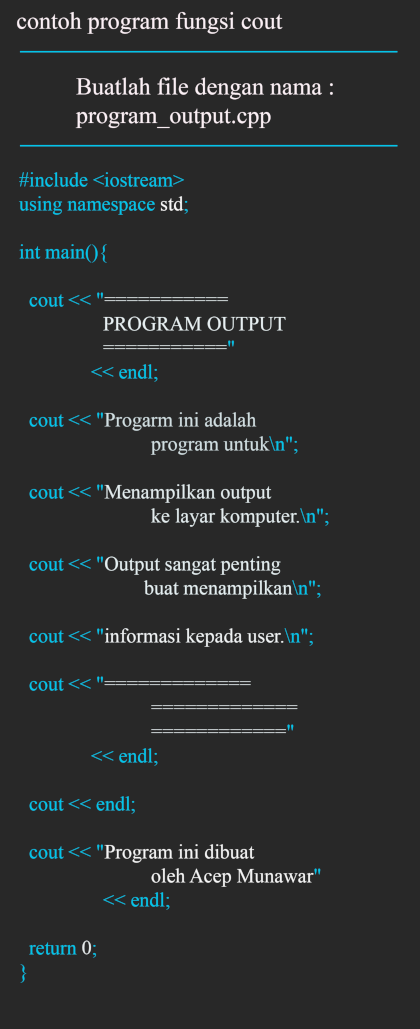 contoh program fungsi cout
Buatlah file dengan nama :
program_output.cpp
#include <iostream>
using namespace std;
int main(){
cout << "===========
PROGRAM OUTPUT
==========="
<< endl;
cout << "Progarm ini adalah
program untuk\n";
cout << "Menampilkan output
ke layar komputer.\n";
cout << "Output sangat penting
buat menampilkan\n";
cout << "informasi kepada user.\n";
cout << "=============
=============
============"
<< endl;
cout << endl;
cout << "Program ini dibuat
oleh Acep Munawar"
<< endl;
return 0;
}